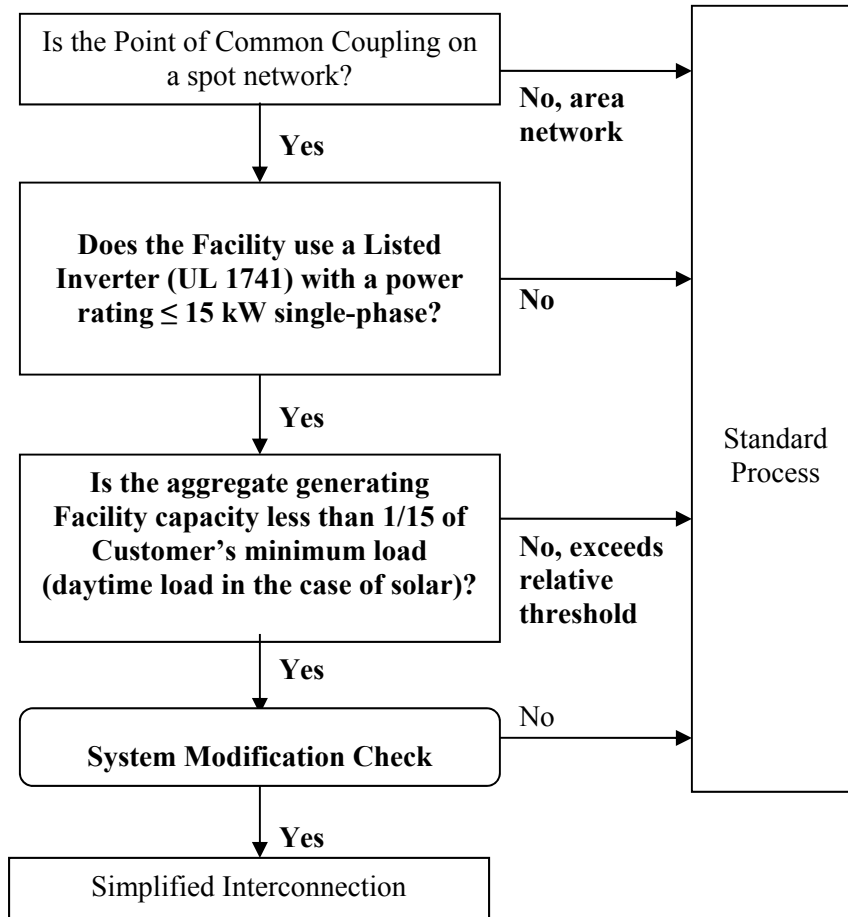 Is the Point of Common Coupling on
a spot network?
No, area
network
Yes
Does the Facility use a Listed
Inverter (UL 1741) with a power
rating ≤ 15 kW single-phase?
No
Yes
Is the aggregate generating
Facility capacity less than 1/15 of
Customer’s minimum load
(daytime load in the case of solar)?
No, exceeds
relative
threshold
Yes
System Modification Check
No
Yes
Simplified Interconnection
Standard
Process